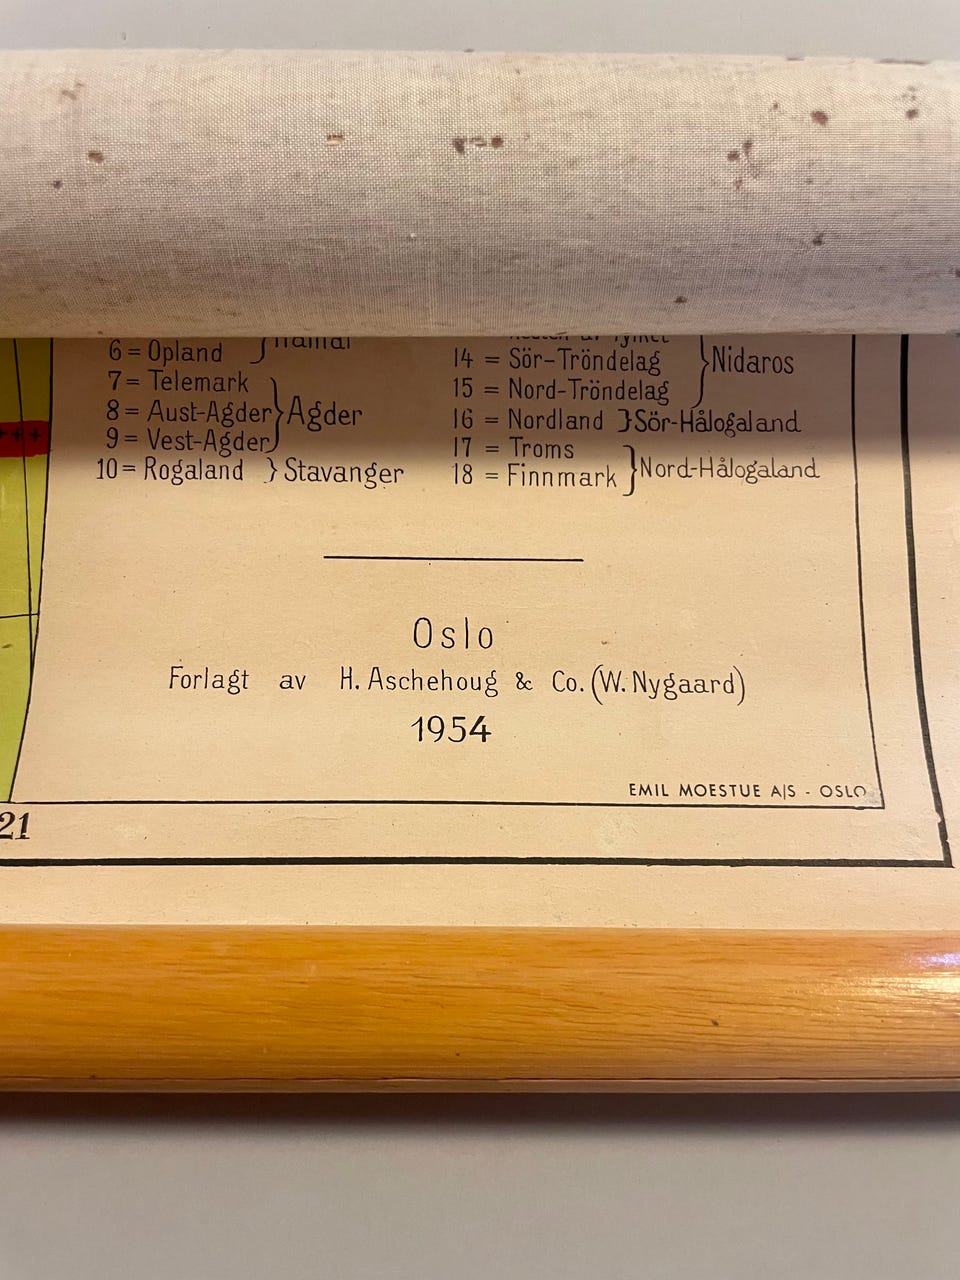 6 = Opland
7 = Telemark
8 = Aust-Agder } Agder
9 = Vest-Agder
10 = Rogaland } Stavanger
14 = Sör-Tröndelag } Nidaros
15 = Nord-Tröndelag
16 = Nordland } Sör-Hålogaland
17 = Troms
18 = Finnmark } Nord-Hålogaland
Oslo
Forlagt av H. Aschehoug & Co. (W. Nygaard)
1954
EMIL MOESTUE A/S - OSLO
21